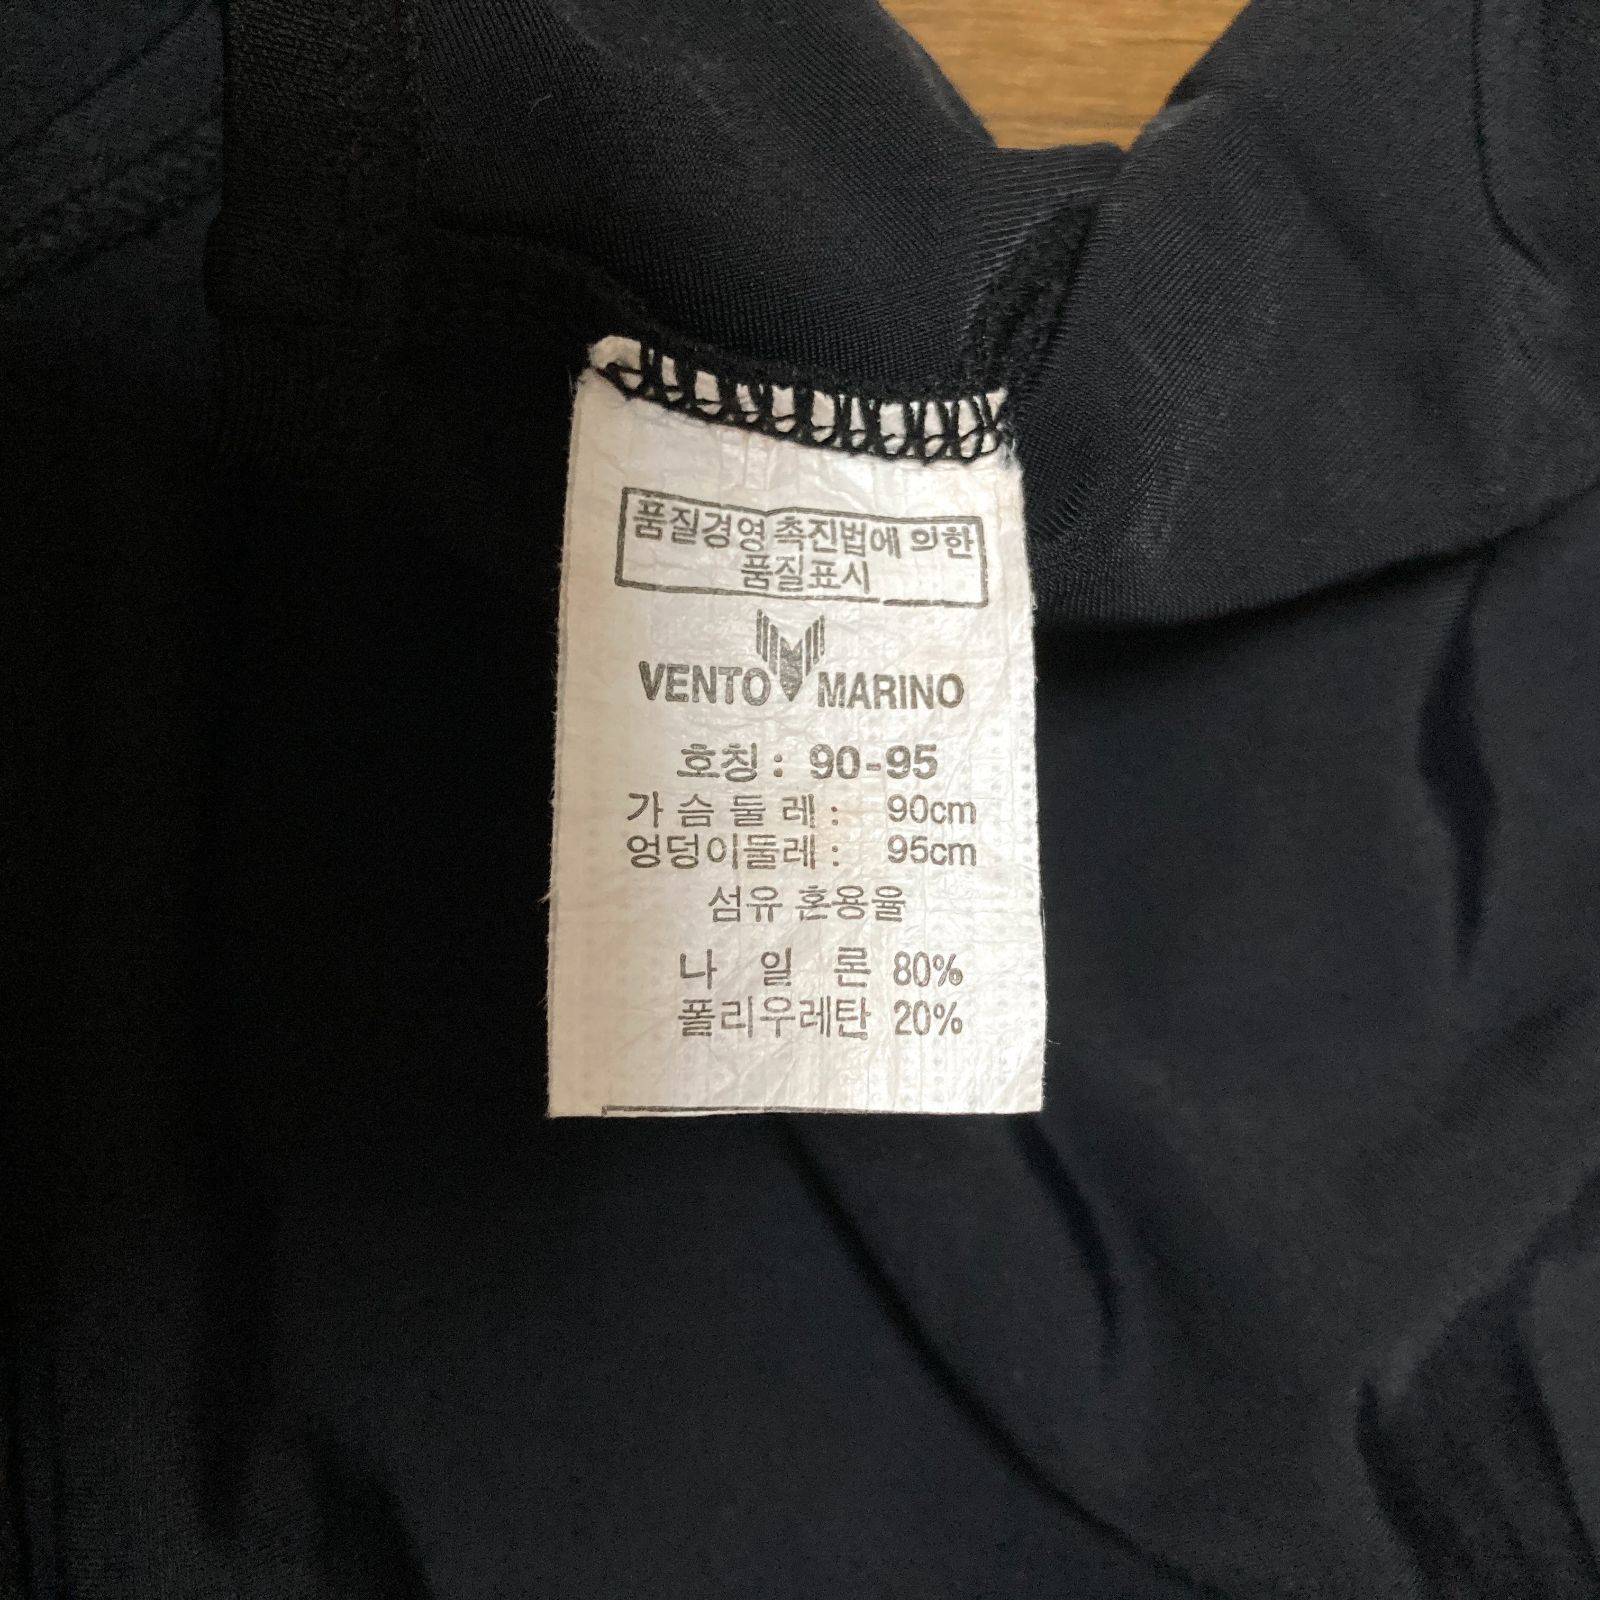 품질경영 촉진법에 의한
품질표시
VENTO MARINO
호칭 : 90-95
가 슴 둘 레 : 90cm
엉덩이둘레 : 95cm
섬유 혼용율
나 일 론 80%
폴리우레탄 20%